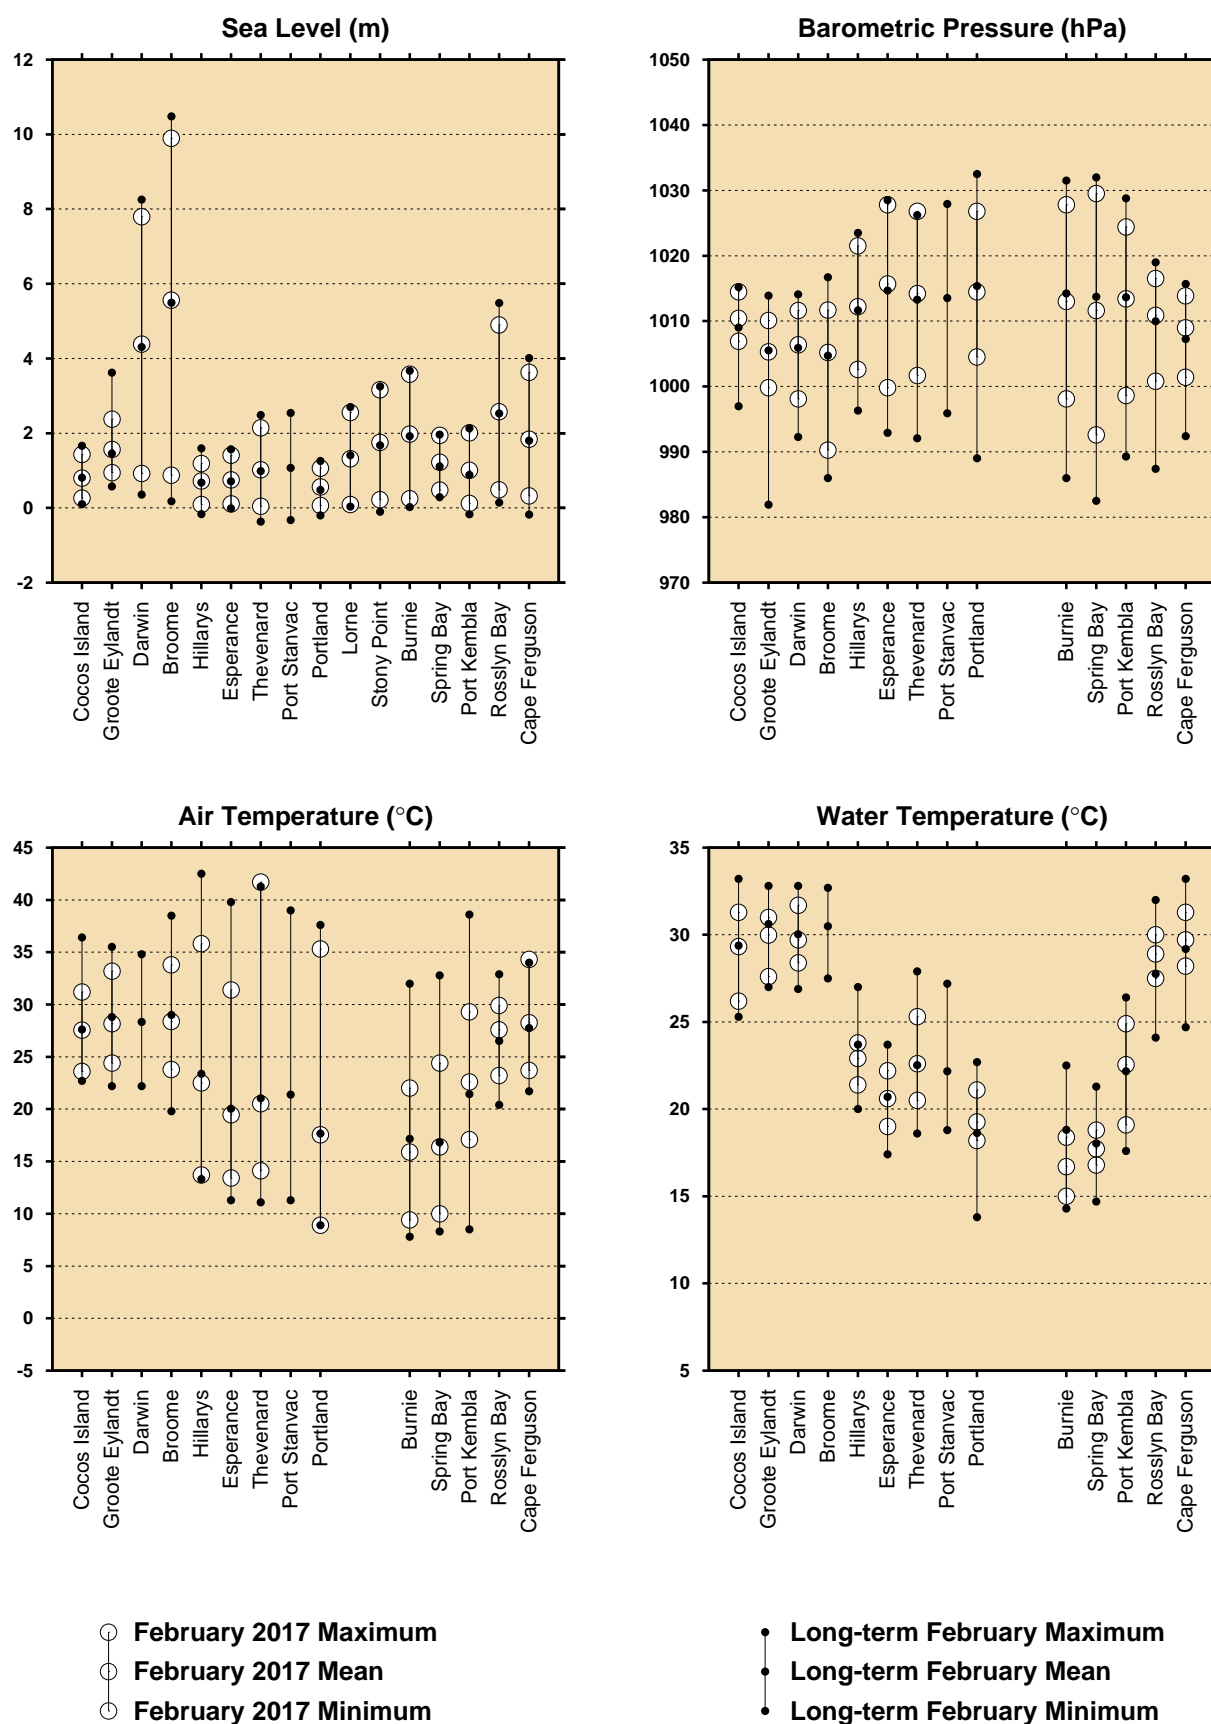 Sea Level (m)
12
10
8
6
4
2
0
-2
Cocos Island
Groote Eylandt
Darwin
Broome
Hillarys
Esperance
Thevenard
Port Stanvac
Portland
Lorne
Stony Point
Burnie
Spring Bay
Port Kembla
Rosslyn Bay
Cape Ferguson
Barometric Pressure (hPa)
1050
1040
1030
1020
1010
1000
990
980
970
Cocos Island
Groote Eylandt
Darwin
Broome
Hillarys
Esperance
Thevenard
Port Stanvac
Portland
Burnie
Spring Bay
Port Kembla
Rosslyn Bay
Cape Ferguson
Air Temperature (°C)
45
40
35
30
25
20
15
10
5
0
-5
Cocos Island
Groote Eylandt
Darwin
Broome
Hillarys
Esperance
Thevenard
Port Stanvac
Portland
Burnie
Spring Bay
Port Kembla
Rosslyn Bay
Cape Ferguson
Water Temperature (°C)
35
30
25
20
15
10
5
Cocos Island
Groote Eylandt
Darwin
Broome
Hillarys
Esperance
Thevenard
Port Stanvac
Portland
Burnie
Spring Bay
Port Kembla
Rosslyn Bay
Cape Ferguson
February 2017 Maximum
February 2017 Mean
February 2017 Minimum
Long-term February Maximum
Long-term February Mean
Long-term February Minimum